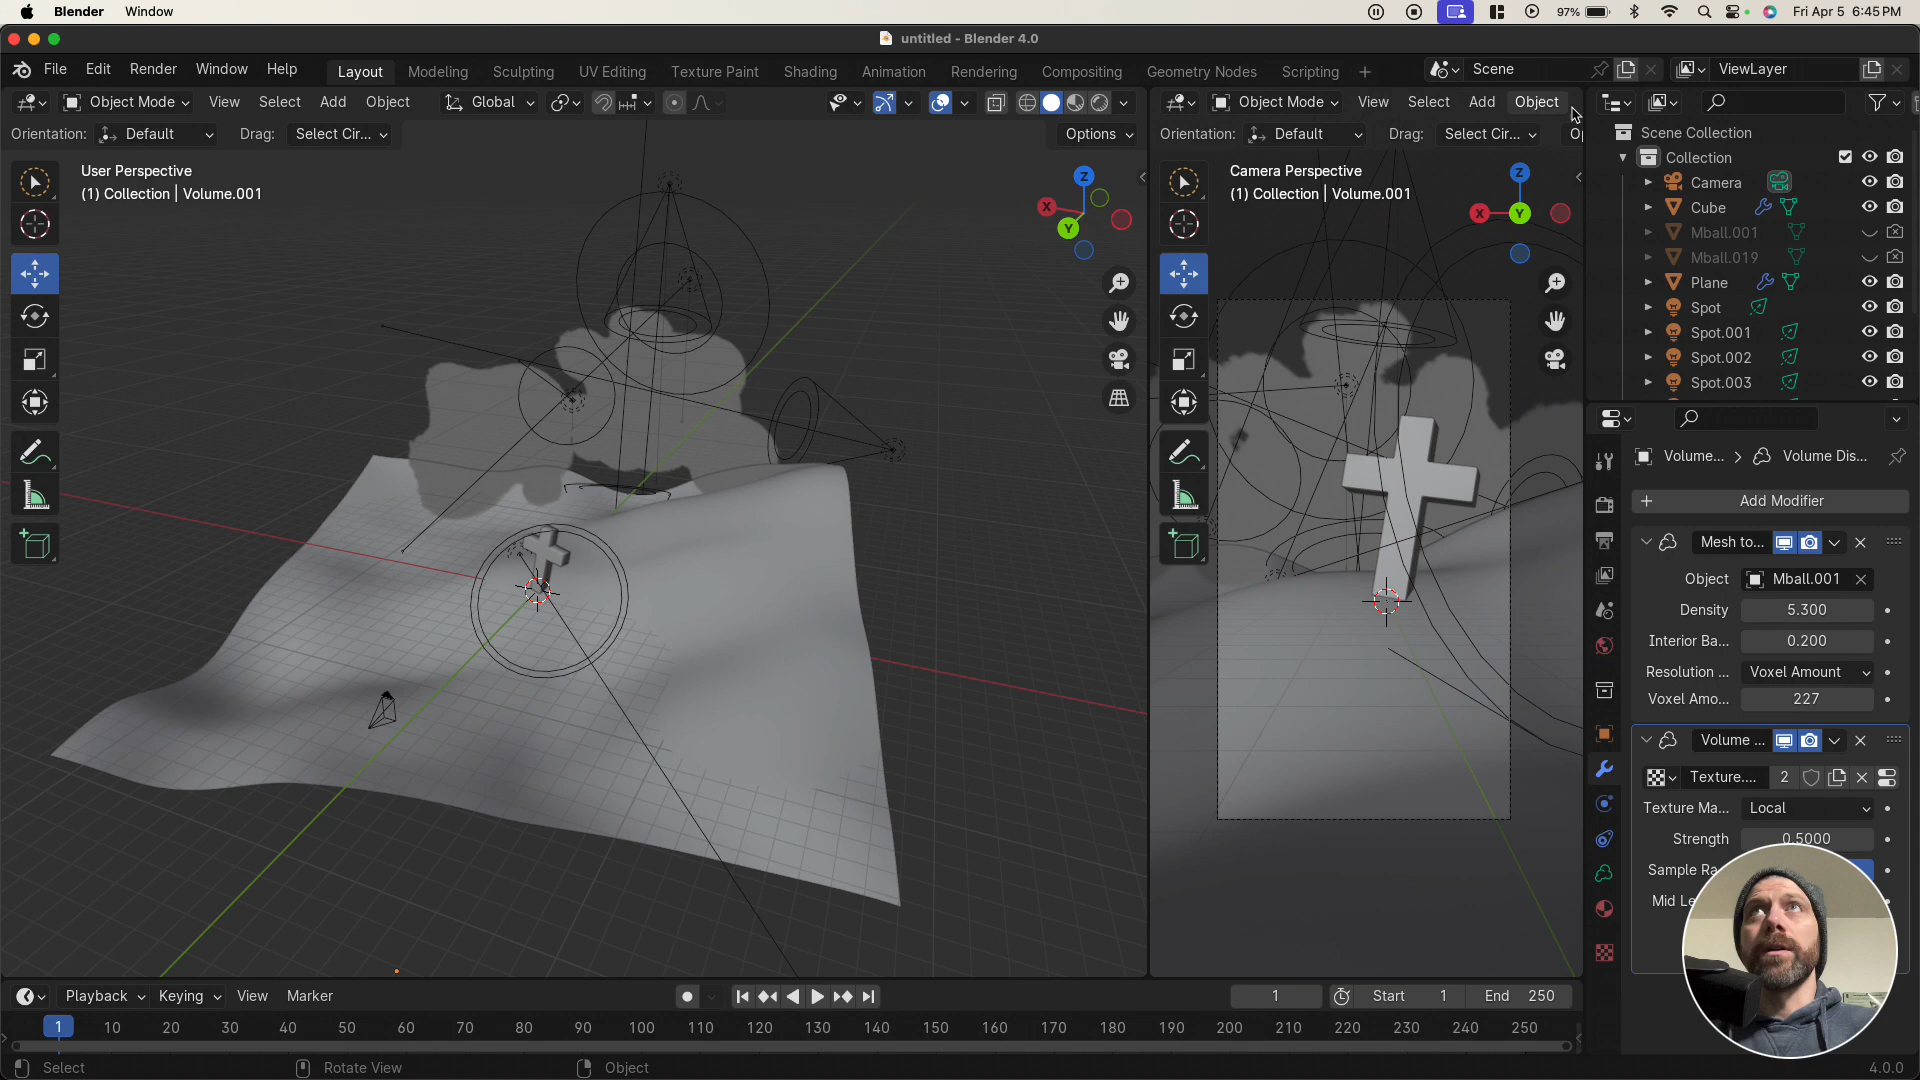 Blender Window 97% Fri Apr 5 6:45 PM
untitled - Blender 4.0
File Edit Render Window Help Layout Modeling Sculpting UV Editing Texture Paint Shading Animation Rendering Compositing Geometry Nodes Scripting + Scene ViewLayer
Object Mode View Select Add Object Global Object Mode View Select Add Object
Orientation: Default Drag: Select Cir... Options Orientation: Default Drag: Select Cir...
User Perspective
(1) Collection | Volume.001
Z
X
Y
Camera Perspective
(1) Collection | Volume.001
Z
X
Y
Scene Collection
Collection
Camera
Cube
Mball.001
Mball.019
Plane
Spot
Spot.001
Spot.002
Spot.003
Volume... > Volume Dis...
+ Add Modifier
Mesh to...
Object Mball.001
Density 5.300
Interior Ba... 0.200
Resolution ... Voxel Amount
Voxel Amo... 227
Volume ...
Texture.... 2
Texture Ma... Local
Strength 0.5000
Sample Ra
Mid Le
Playback Keying View Marker 1 Start 1 End 250
1 10 20 30 40 50 60 70 80 90 100 110 120 130 140 150 160 170 180 190 200 210 220 230 240 250
Select Rotate View Object 4.0.0